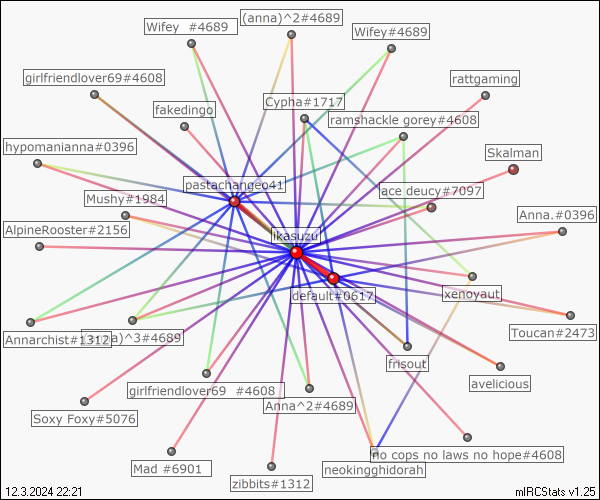 (anna)^2#4689
Wifey  #4689
Wifey#4689
girlfriendlover69#4608
rattgaming
fakedingo
Cypha#1717
ramshackle gorey#4608
hypomanianna#0396
Skalman
pastachangeo41
ace deucy#7097
Mushy#1984
Anna.#0396
AlpineRooster#2156
ikasuzu
default#0617
xenoyaut
Annarchist#1312
)^3#4689
Toucan#2473
frisout
girlfriendlover69  #4608
avelicious
Anna^2#4689
Soxy Foxy#5076
no cops no laws no hope#4608
Mad #6901
neokingghidorah
zibbits#1312
12.3.2024 22:21
mIRCStats v1.25